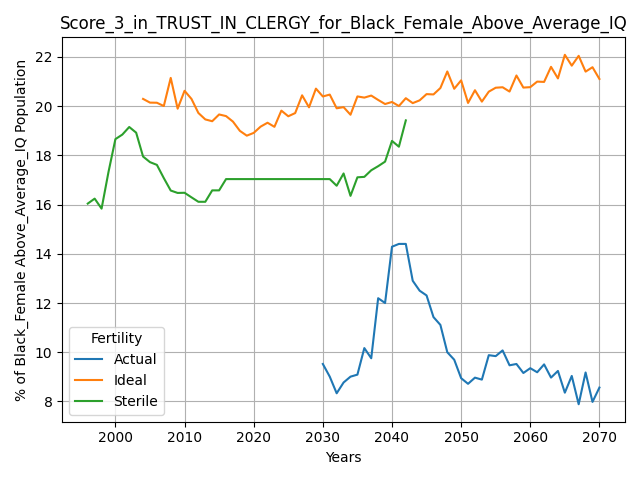 Score_3_in_TRUST_IN_CLERGY_for_Black_Female_Above_Average_IQ
% of Black_Female Above_Average_IQ Population
22
20
18
16
14
12
10
8
Fertility
Actual
Ideal
Sterile
2000 2010 2020 2030 2040 2050 2060 2070
Years